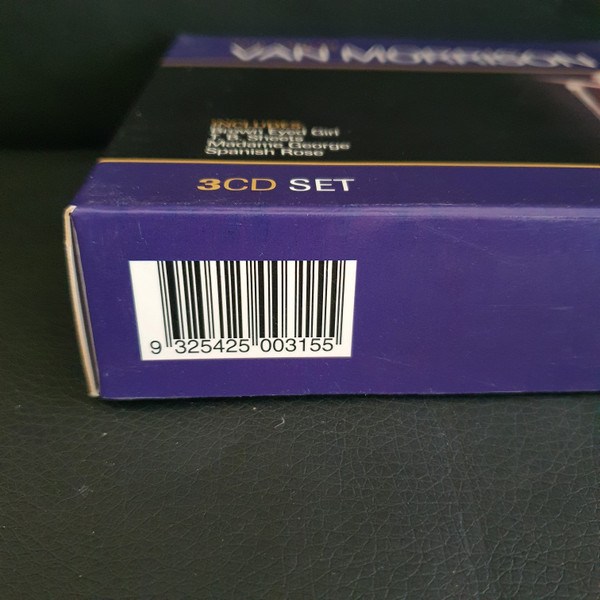 VAN MORRISON
INCLUDES:
Brown Eyed Girl
T. B. Sheets
Madame George
Spanish Rose
3CD SET
9 325425 003155